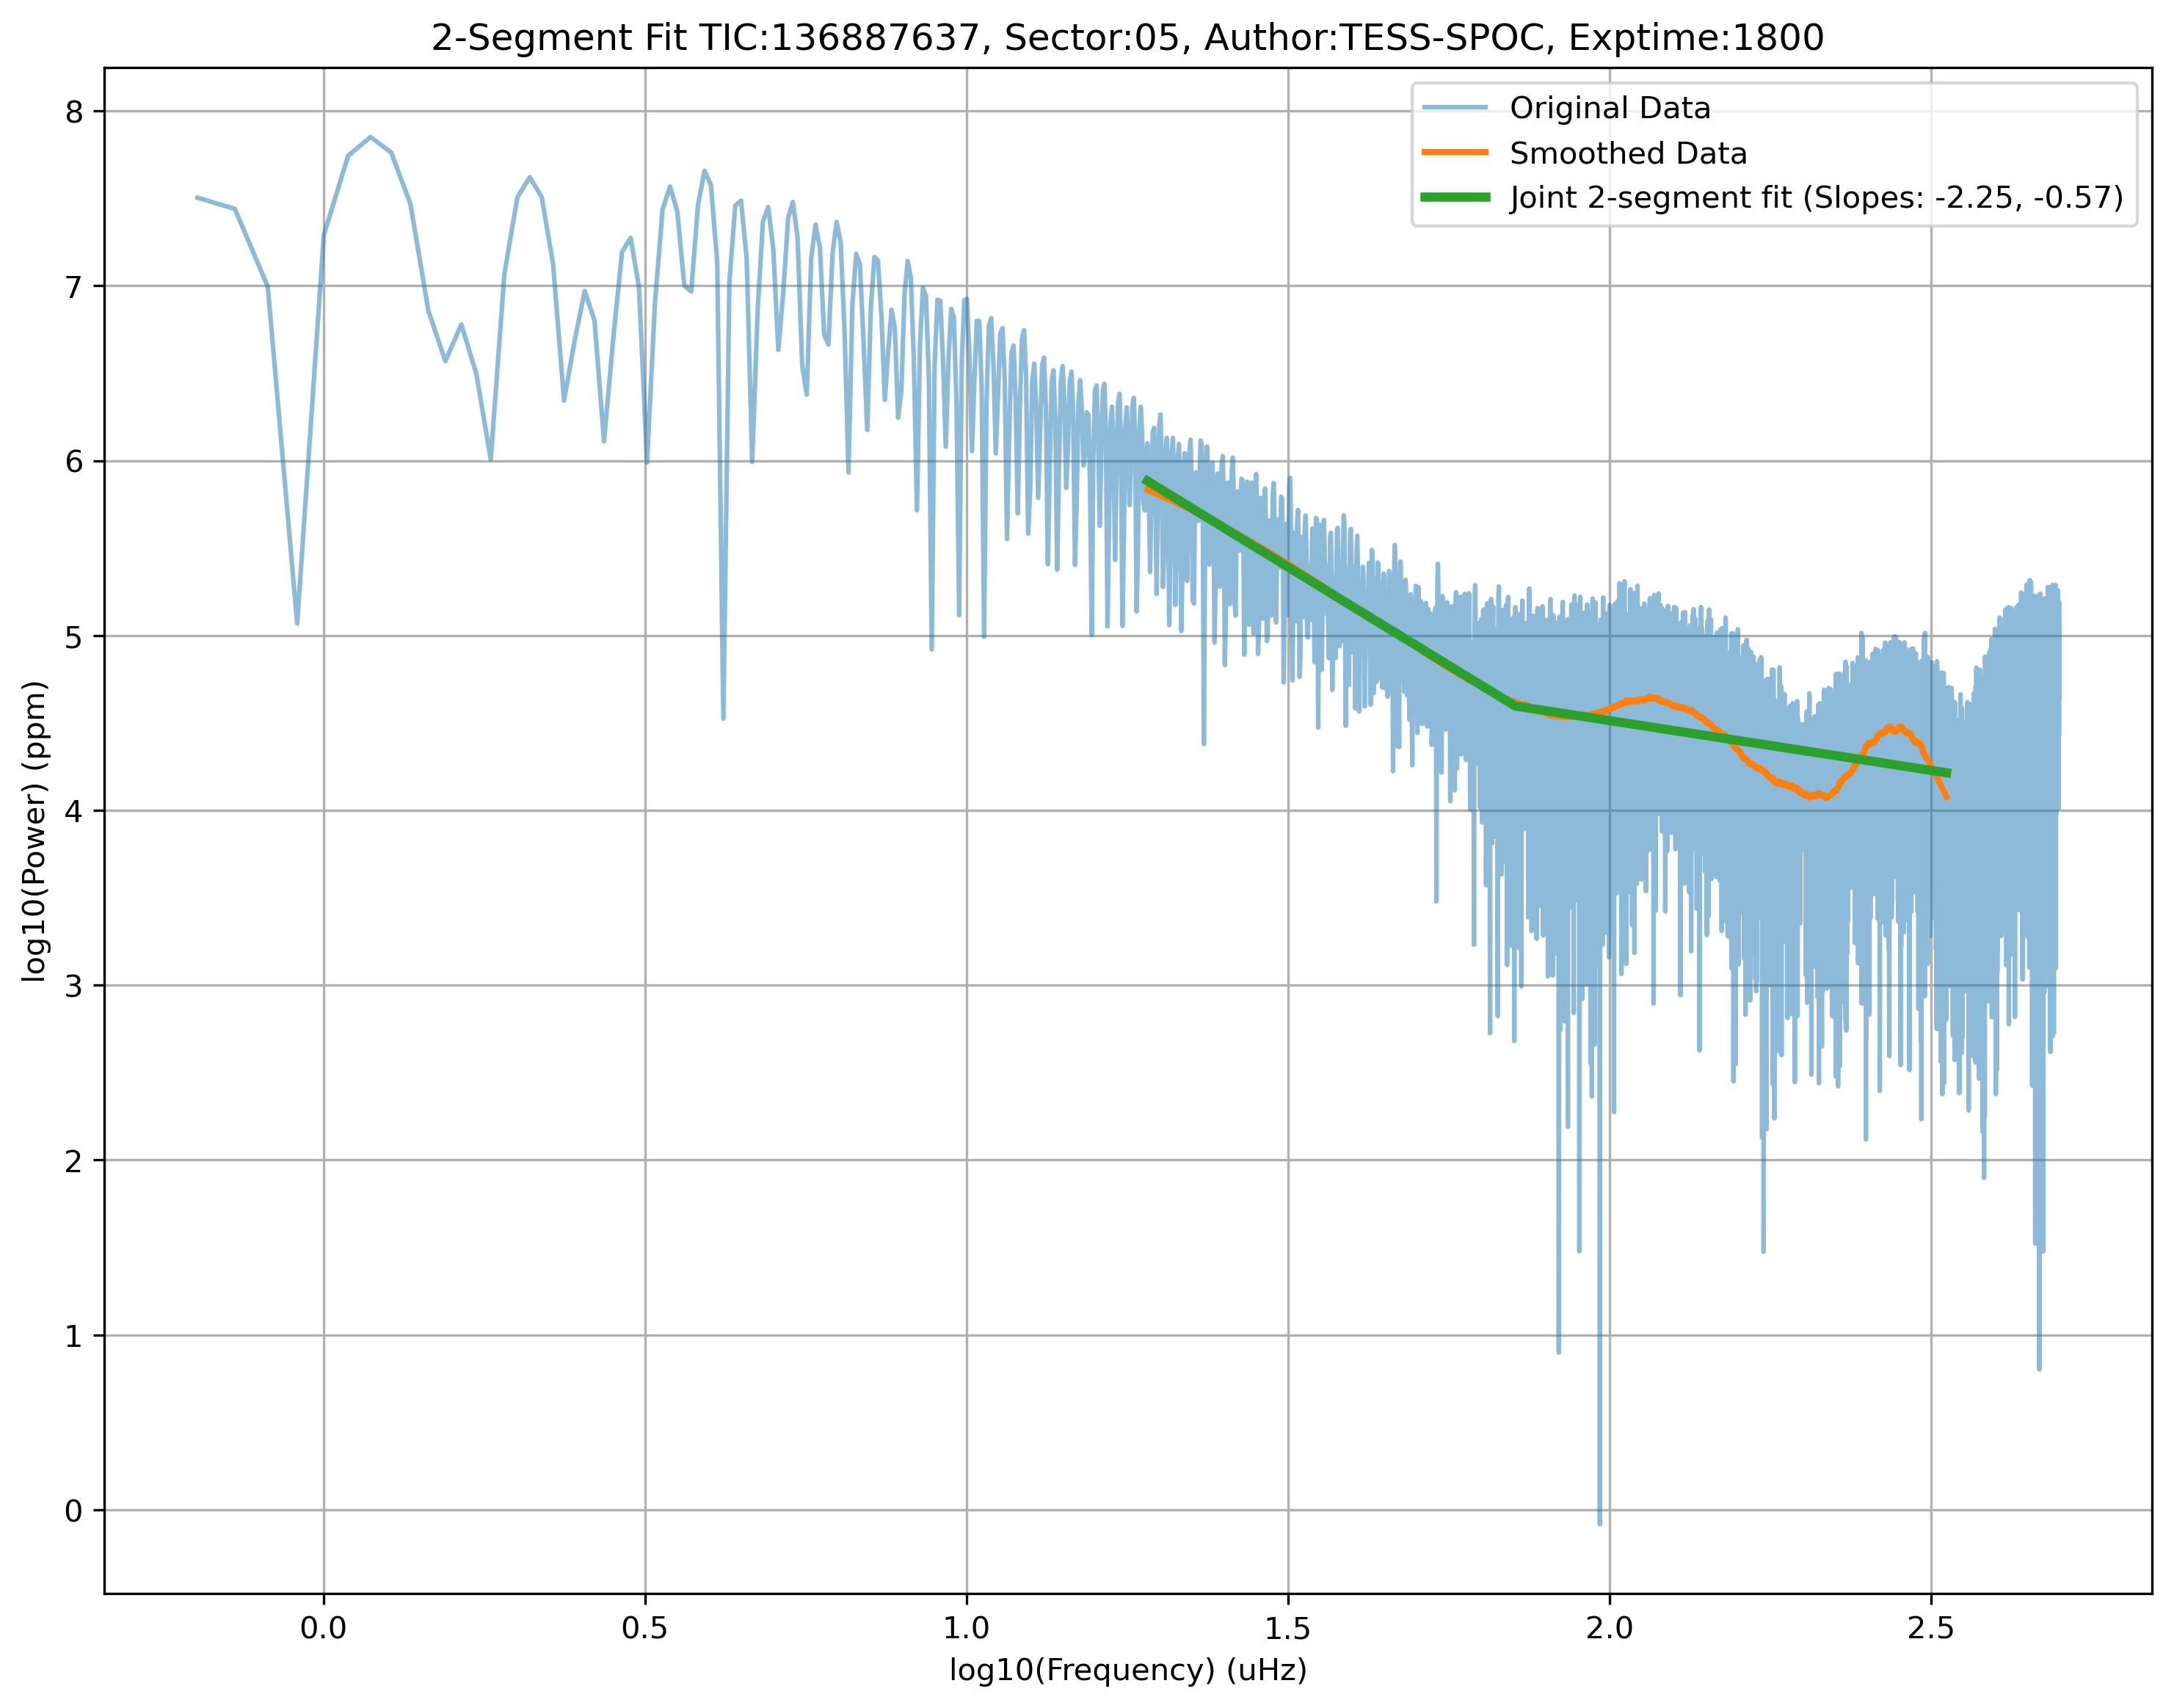 2-Segment Fit TIC:136887637, Sector:05, Author:TESS-SPOC, Exptime:1800
Original Data
Smoothed Data
Joint 2-segment fit (Slopes: -2.25, -0.57)
log10(Power) (ppm)
8
7
6
5
4
3
2
1
0
0.0 0.5 1.0 1.5 2.0 2.5
log10(Frequency) (uHz)